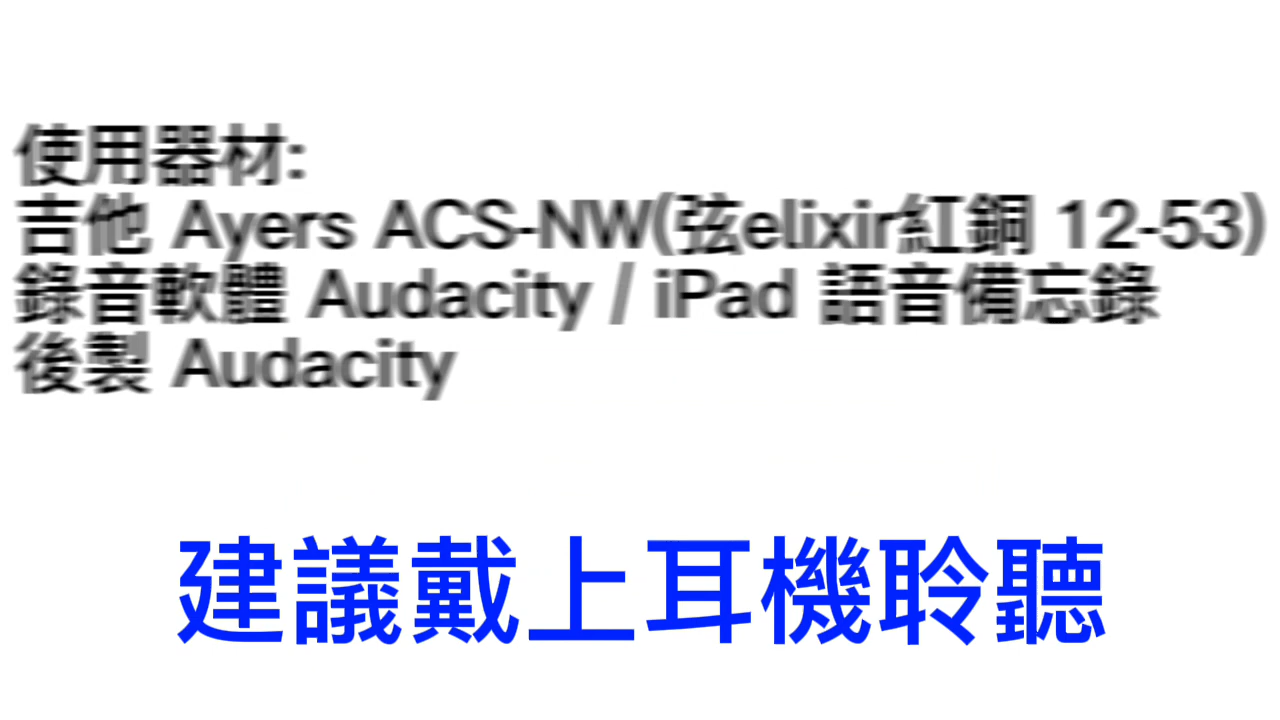 使用器材:
吉他 Ayers ACS-NW(弦elixir紅銅 12-53)
錄音軟體 Audacity / iPad 語音備忘錄
後製 Audacity
建議戴上耳機聆聽